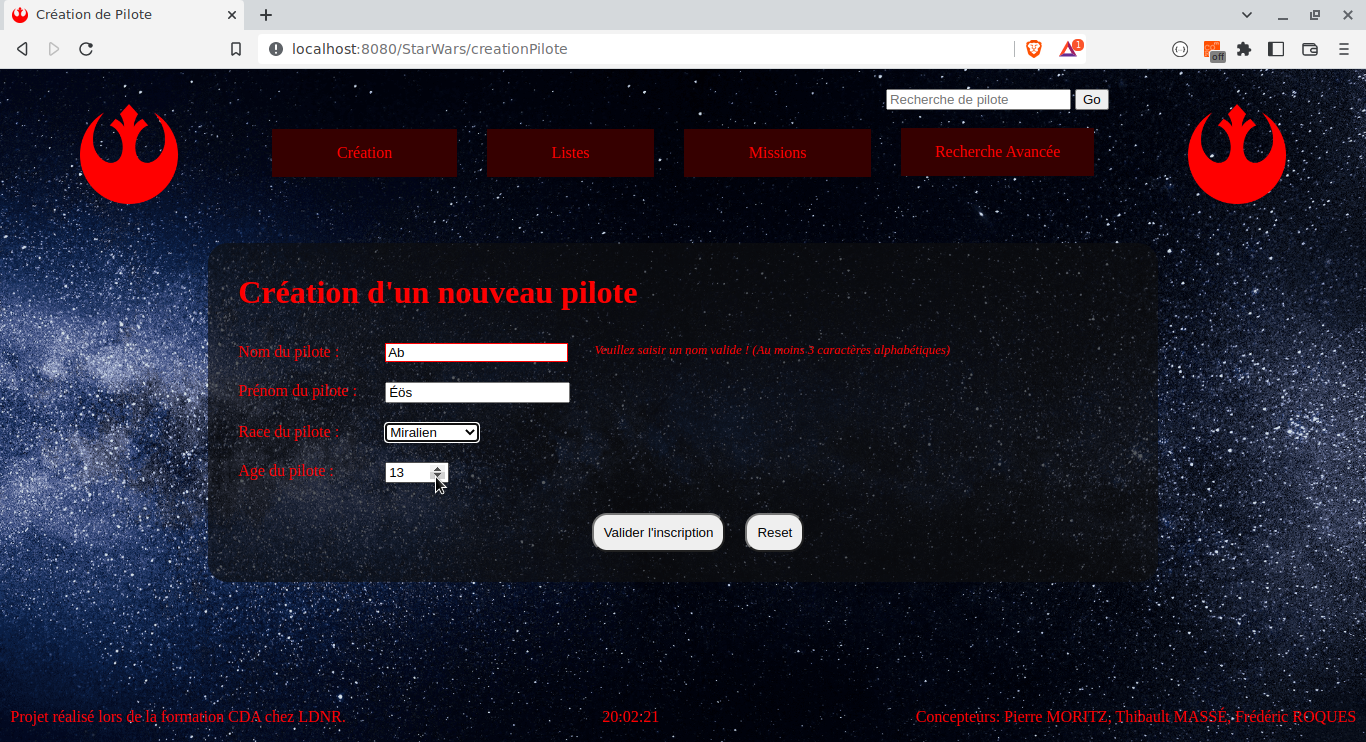 Création de Pilote
localhost:8080/StarWars/creationPilote
1
off
Recherche de pilote Go
Création Listes Missions Recherche Avancée
Création d'un nouveau pilote
Nom du pilote : Ab Veuillez saisir un nom valide ! (Au moins 3 caractères alphabétiques)
Prénom du pilote : Éös
Race du pilote : Miralien
Age du pilote : 13
Valider l'inscription Reset
Projet réalisé lors de la formation CDA chez LDNR. 20:02:21 Concepteurs: Pierre MORITZ, Thibault MASSÉ, Frédéric ROQUES